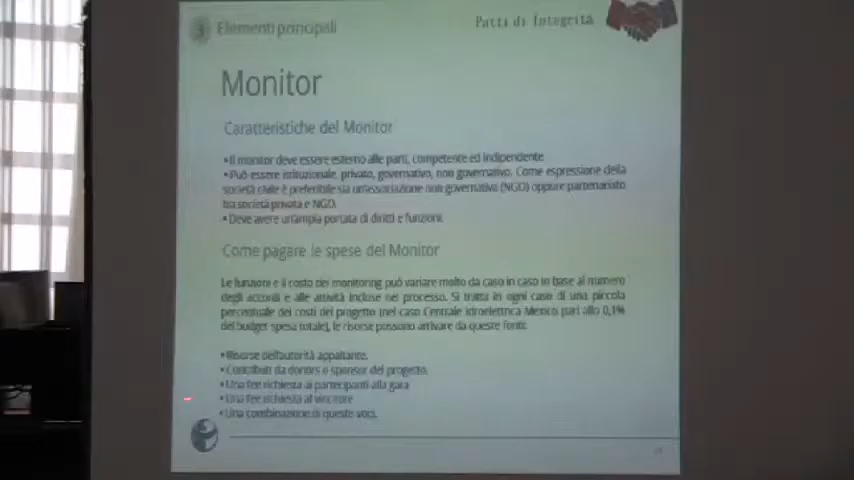 3 Elementi principali
Patti di Integrità
Monitor
Caratteristiche del Monitor
• Il monitor deve essere esterno alle parti, competente ed indipendente
• Può essere istituzionale, privato, governativo, non governativo. Come espressione della
società civile è preferibile sia un'associazione non governativa (NGO) oppure partenariato
tra società privata e NGO.
• Deve avere un'ampia portata di diritti e funzioni.
Come pagare le spese del Monitor
Le funzioni e il costo del monitoring può variare molto da caso in caso in base al numero
degli accordi e alle attività incluse nel processo. Si tratta in ogni caso di una piccola
percentuale dei costi del progetto (nel caso Centrale idroelettrica Mexico pari allo 0,1%
del budget spesa totale), le risorse possono arrivare da queste fonti:
• Risorse dell'autorità appaltante.
• Contributi da donors o sponsor del progetto.
• Una fee richiesta ai partecipanti alla gara
• Una fee richiesta al vincitore
• Una combinazione di queste voci.